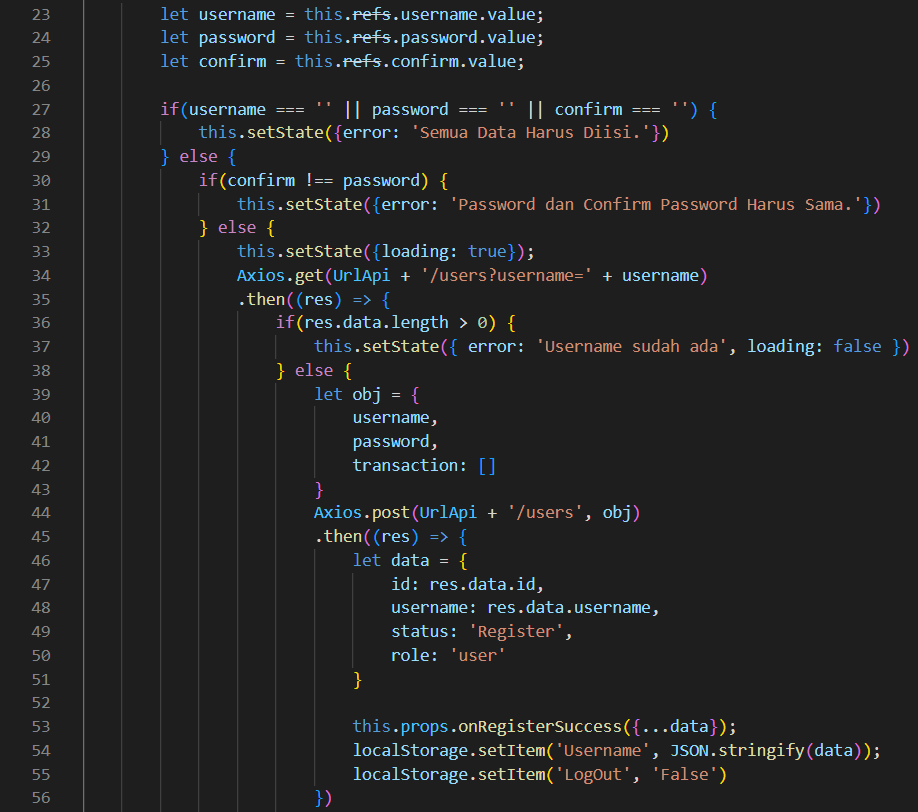 23 let username = this.refs.username.value;
24 let password = this.refs.password.value;
25 let confirm = this.refs.confirm.value;
26
27 if(username === '' || password === '' || confirm === '') {
28 this.setState({error: 'Semua Data Harus Diisi.'})
29 } else {
30 if(confirm !== password) {
31 this.setState({error: 'Password dan Confirm Password Harus Sama.'})
32 } else {
33 this.setState({loading: true});
34 Axios.get(UrlApi + '/users?username=' + username)
35 .then((res) => {
36 if(res.data.length > 0) {
37 this.setState({ error: 'Username sudah ada', loading: false })
38 } else {
39 let obj = {
40 username,
41 password,
42 transaction: []
43 }
44 Axios.post(UrlApi + '/users', obj)
45 .then((res) => {
46 let data = {
47 id: res.data.id,
48 username: res.data.username,
49 status: 'Register',
50 role: 'user'
51 }
52
53 this.props.onRegisterSuccess({...data});
54 localStorage.setItem('Username', JSON.stringify(data));
55 localStorage.setItem('LogOut', 'False')
56 })